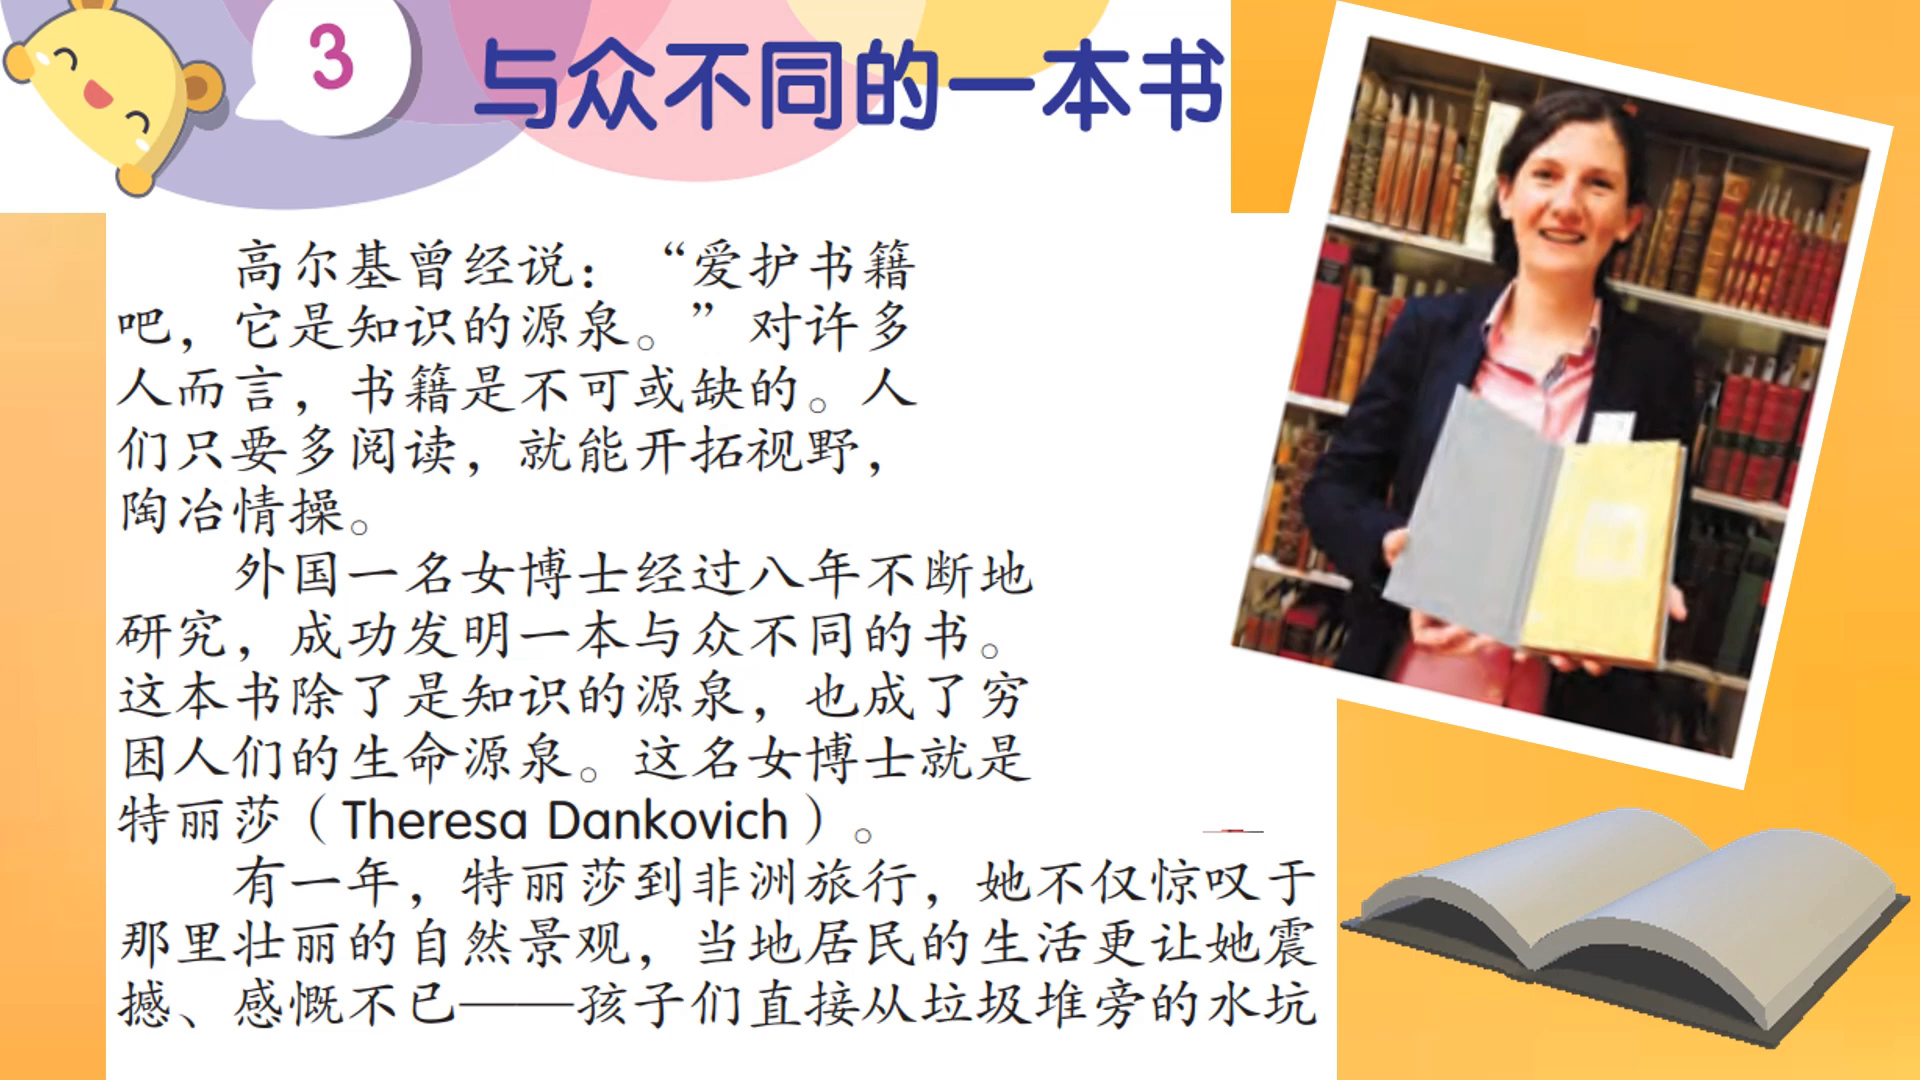 3
与众不同的一本书
高尔基曾经说：“爱护书籍
吧，它是知识的源泉。”对许多
人而言，书籍是不可或缺的。人
们只要多阅读，就能开拓视野，
陶冶情操。
外国一名女博士经过八年不断地
研究，成功发明一本与众不同的书。
这本书除了是知识的源泉，也成了穷
困人们的生命源泉。这名女博士就是
特丽莎（Theresa Dankovich）。
有一年，特丽莎到非洲旅行，她不仅惊叹于
那里壮丽的自然景观，当地居民的生活更让她震
撼、感慨不已——孩子们直接从垃圾堆旁的水坑